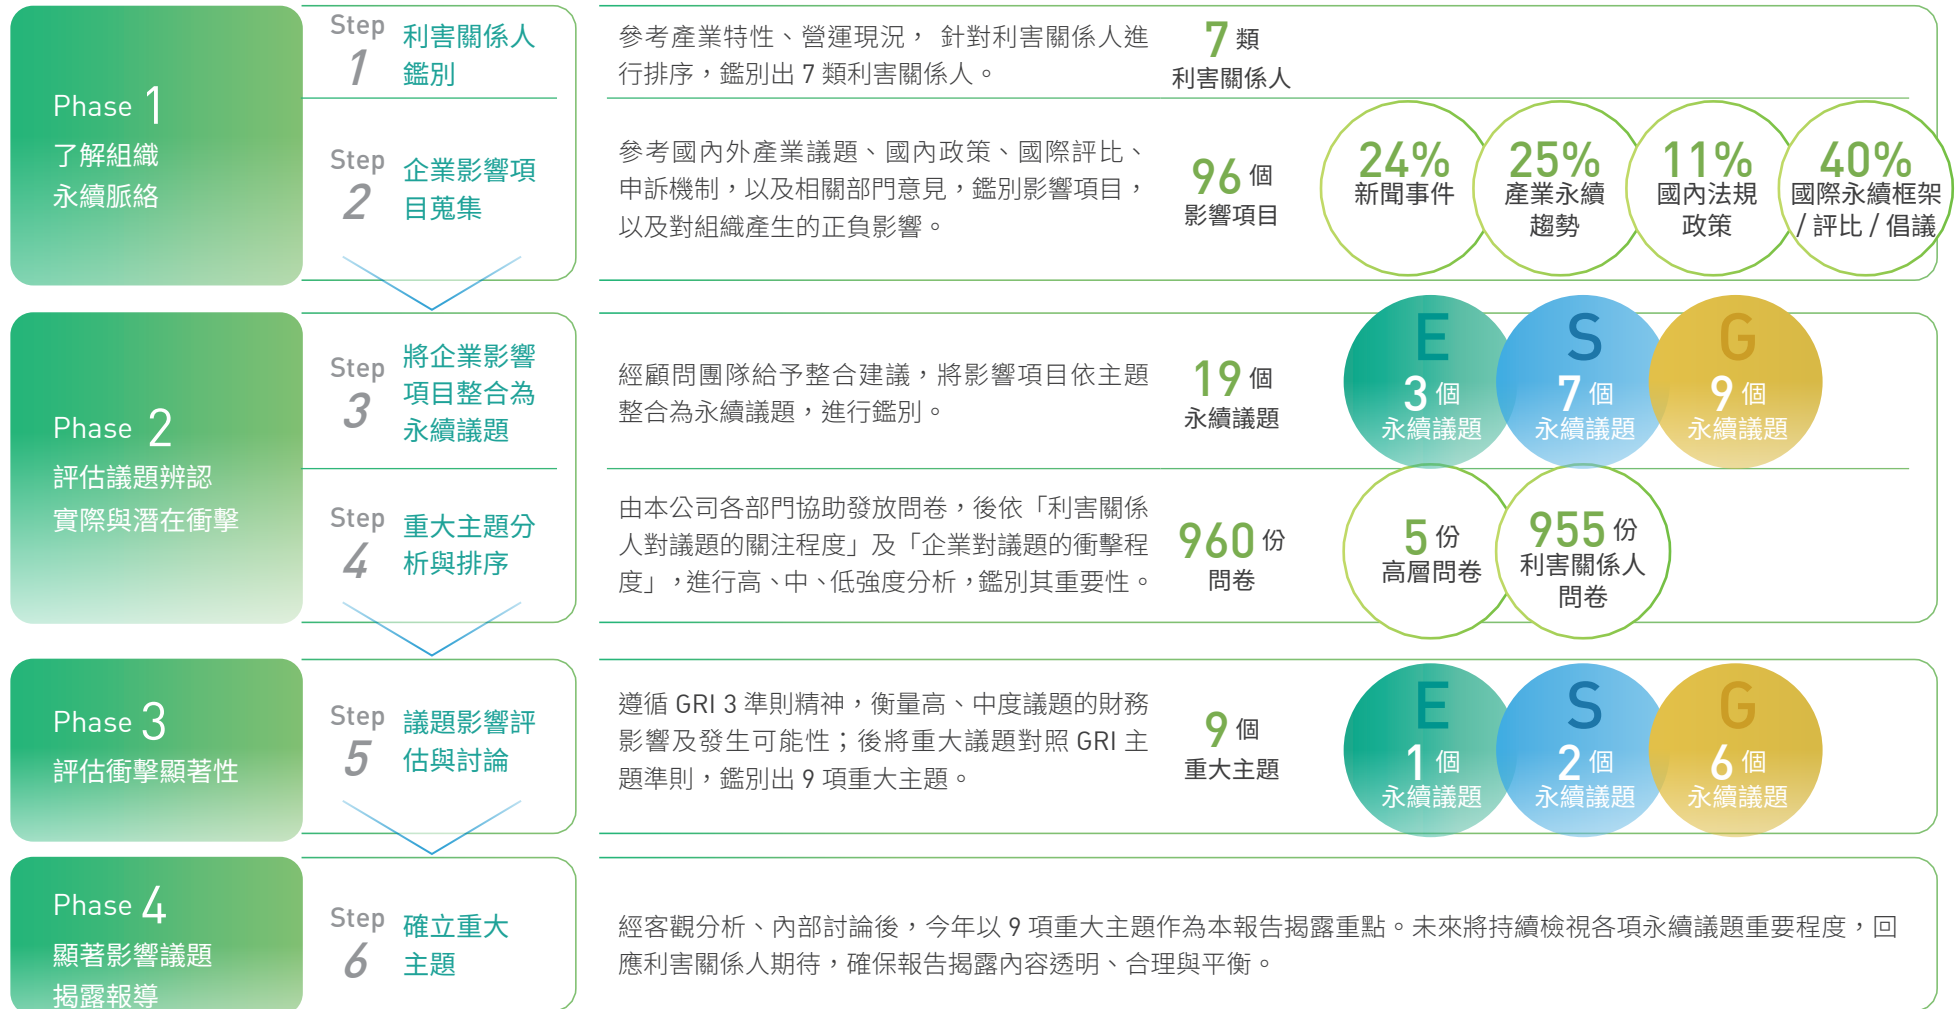 Phase 1
了解組織
永續脈絡
Step
1
利害關係人
鑑別
參考產業特性、營運現況， 針對利害關係人進
行排序，鑑別出 7 類利害關係人。
7 類
利害關係人
Step
2
企業影響項
目蒐集
參考國內外產業議題、國內政策、國際評比、
申訴機制，以及相關部門意見，鑑別影響項目，
以及對組織產生的正負影響。
96 個
影響項目
24%
新聞事件
25%
產業永續
趨勢
11%
國內法規
政策
40%
國際永續框架
/ 評比 / 倡議
Phase 2
評估議題辨認
實際與潛在衝擊
Step
3
將企業影響
項目整合為
永續議題
經顧問團隊給予整合建議，將影響項目依主題
整合為永續議題，進行鑑別。
19 個
永續議題
E
3 個
永續議題
S
7 個
永續議題
G
9 個
永續議題
Step
4
重大主題分
析與排序
由本公司各部門協助發放問卷，後依「利害關係
人對議題的關注程度」及「企業對議題的衝擊程
度」，進行高、中、低強度分析，鑑別其重要性。
960 份
問卷
5 份
高層問卷
955 份
利害關係人
問卷
Phase 3
評估衝擊顯著性
Step
5
議題影響評
估與討論
遵循 GRI 3 準則精神，衡量高、中度議題的財務
影響及發生可能性；後將重大議題對照 GRI 主
題準則，鑑別出 9 項重大主題。
9 個
重大主題
E
1 個
永續議題
S
2 個
永續議題
G
6 個
永續議題
Phase 4
顯著影響議題
揭露報導
Step
6
確立重大
主題
經客觀分析、內部討論後，今年以 9 項重大主題作為本報告揭露重點。未來將持續檢視各項永續議題重要程度，回
應利害關係人期待，確保報告揭露內容透明、合理與平衡。